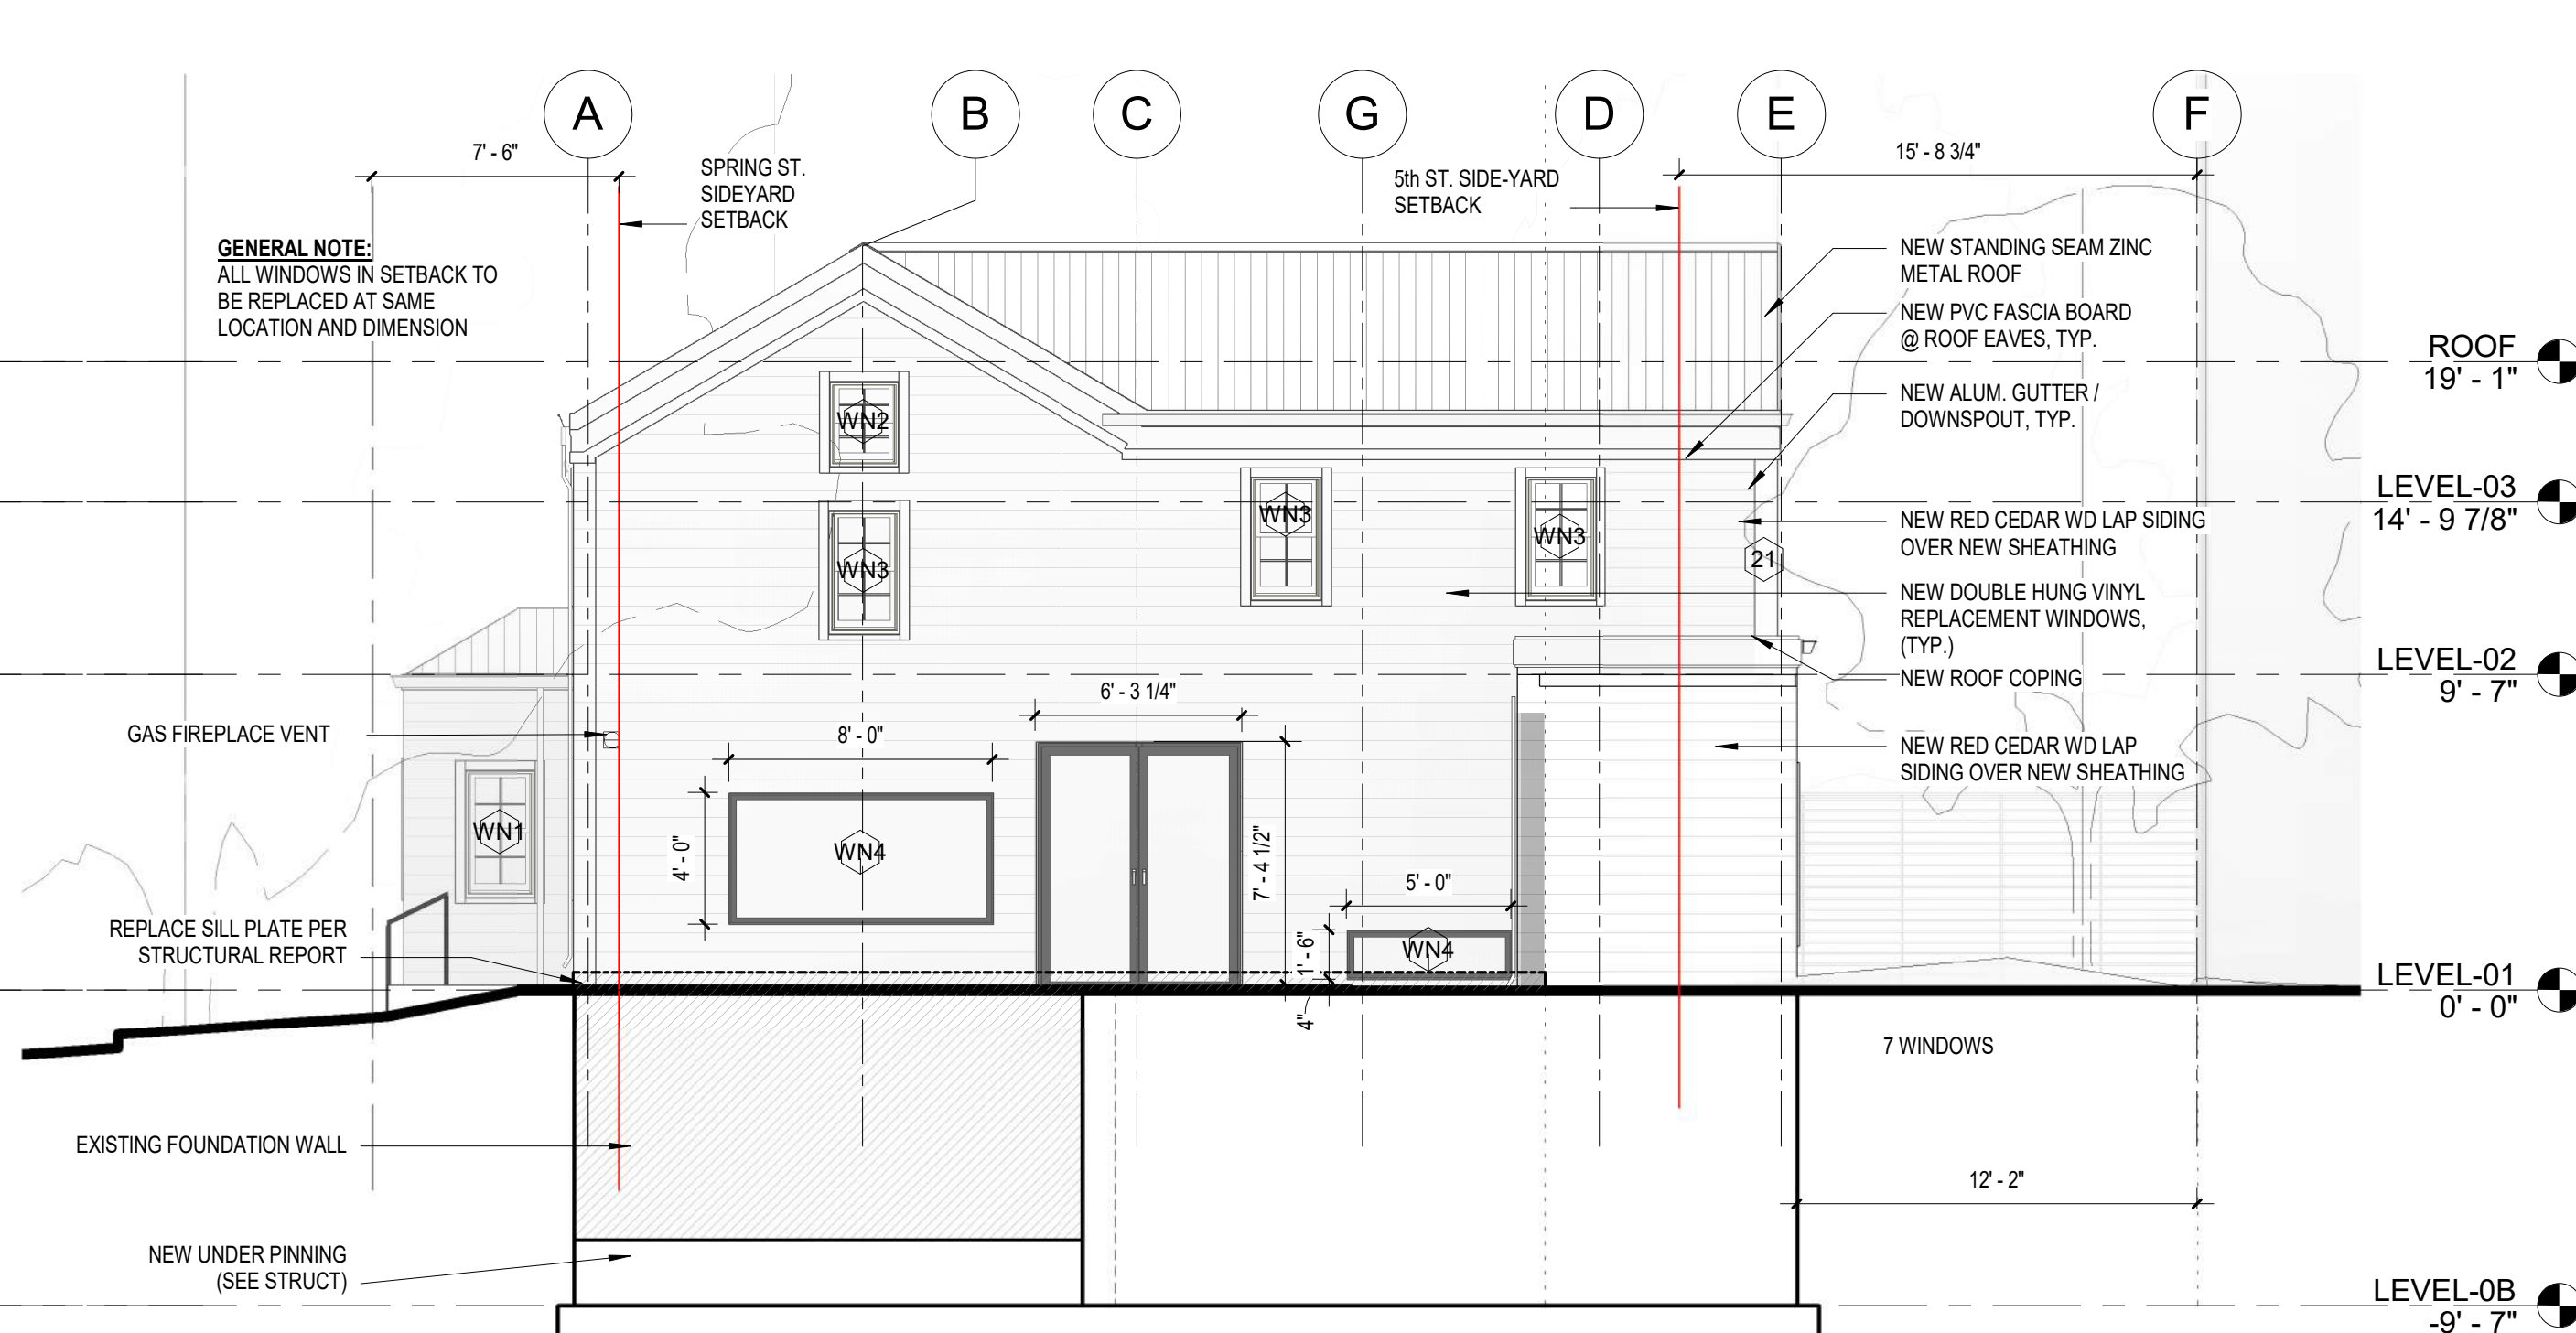 A
B
C
G
D
E
F
7' - 6"
SPRING ST.
SIDEYARD
SETBACK
5th ST. SIDE-YARD
SETBACK
15' - 8 3/4"
GENERAL NOTE:
ALL WINDOWS IN SETBACK TO
BE REPLACED AT SAME
LOCATION AND DIMENSION
NEW STANDING SEAM ZINC
METAL ROOF
NEW PVC FASCIA BOARD
@ ROOF EAVES, TYP.
NEW ALUM. GUTTER /
DOWNSPOUT, TYP.
NEW RED CEDAR WD LAP SIDING
OVER NEW SHEATHING
21
NEW DOUBLE HUNG VINYL
REPLACEMENT WINDOWS,
(TYP.)
NEW ROOF COPING
NEW RED CEDAR WD LAP
SIDING OVER NEW SHEATHING
ROOF
19' - 1"
LEVEL-03
14' - 9 7/8"
LEVEL-02
9' - 7"
LEVEL-01
0' - 0"
LEVEL-0B
-9' - 7"
WN2
WN3
WN3
WN3
GAS FIREPLACE VENT
WN1
8' - 0"
4' - 0"
WN4
6' - 3 1/4"
7' - 4 1/2"
5' - 0"
1' - 6"
4"
WN4
REPLACE SILL PLATE PER
STRUCTURAL REPORT
7 WINDOWS
EXISTING FOUNDATION WALL
12' - 2"
NEW UNDER PINNING
(SEE STRUCT)